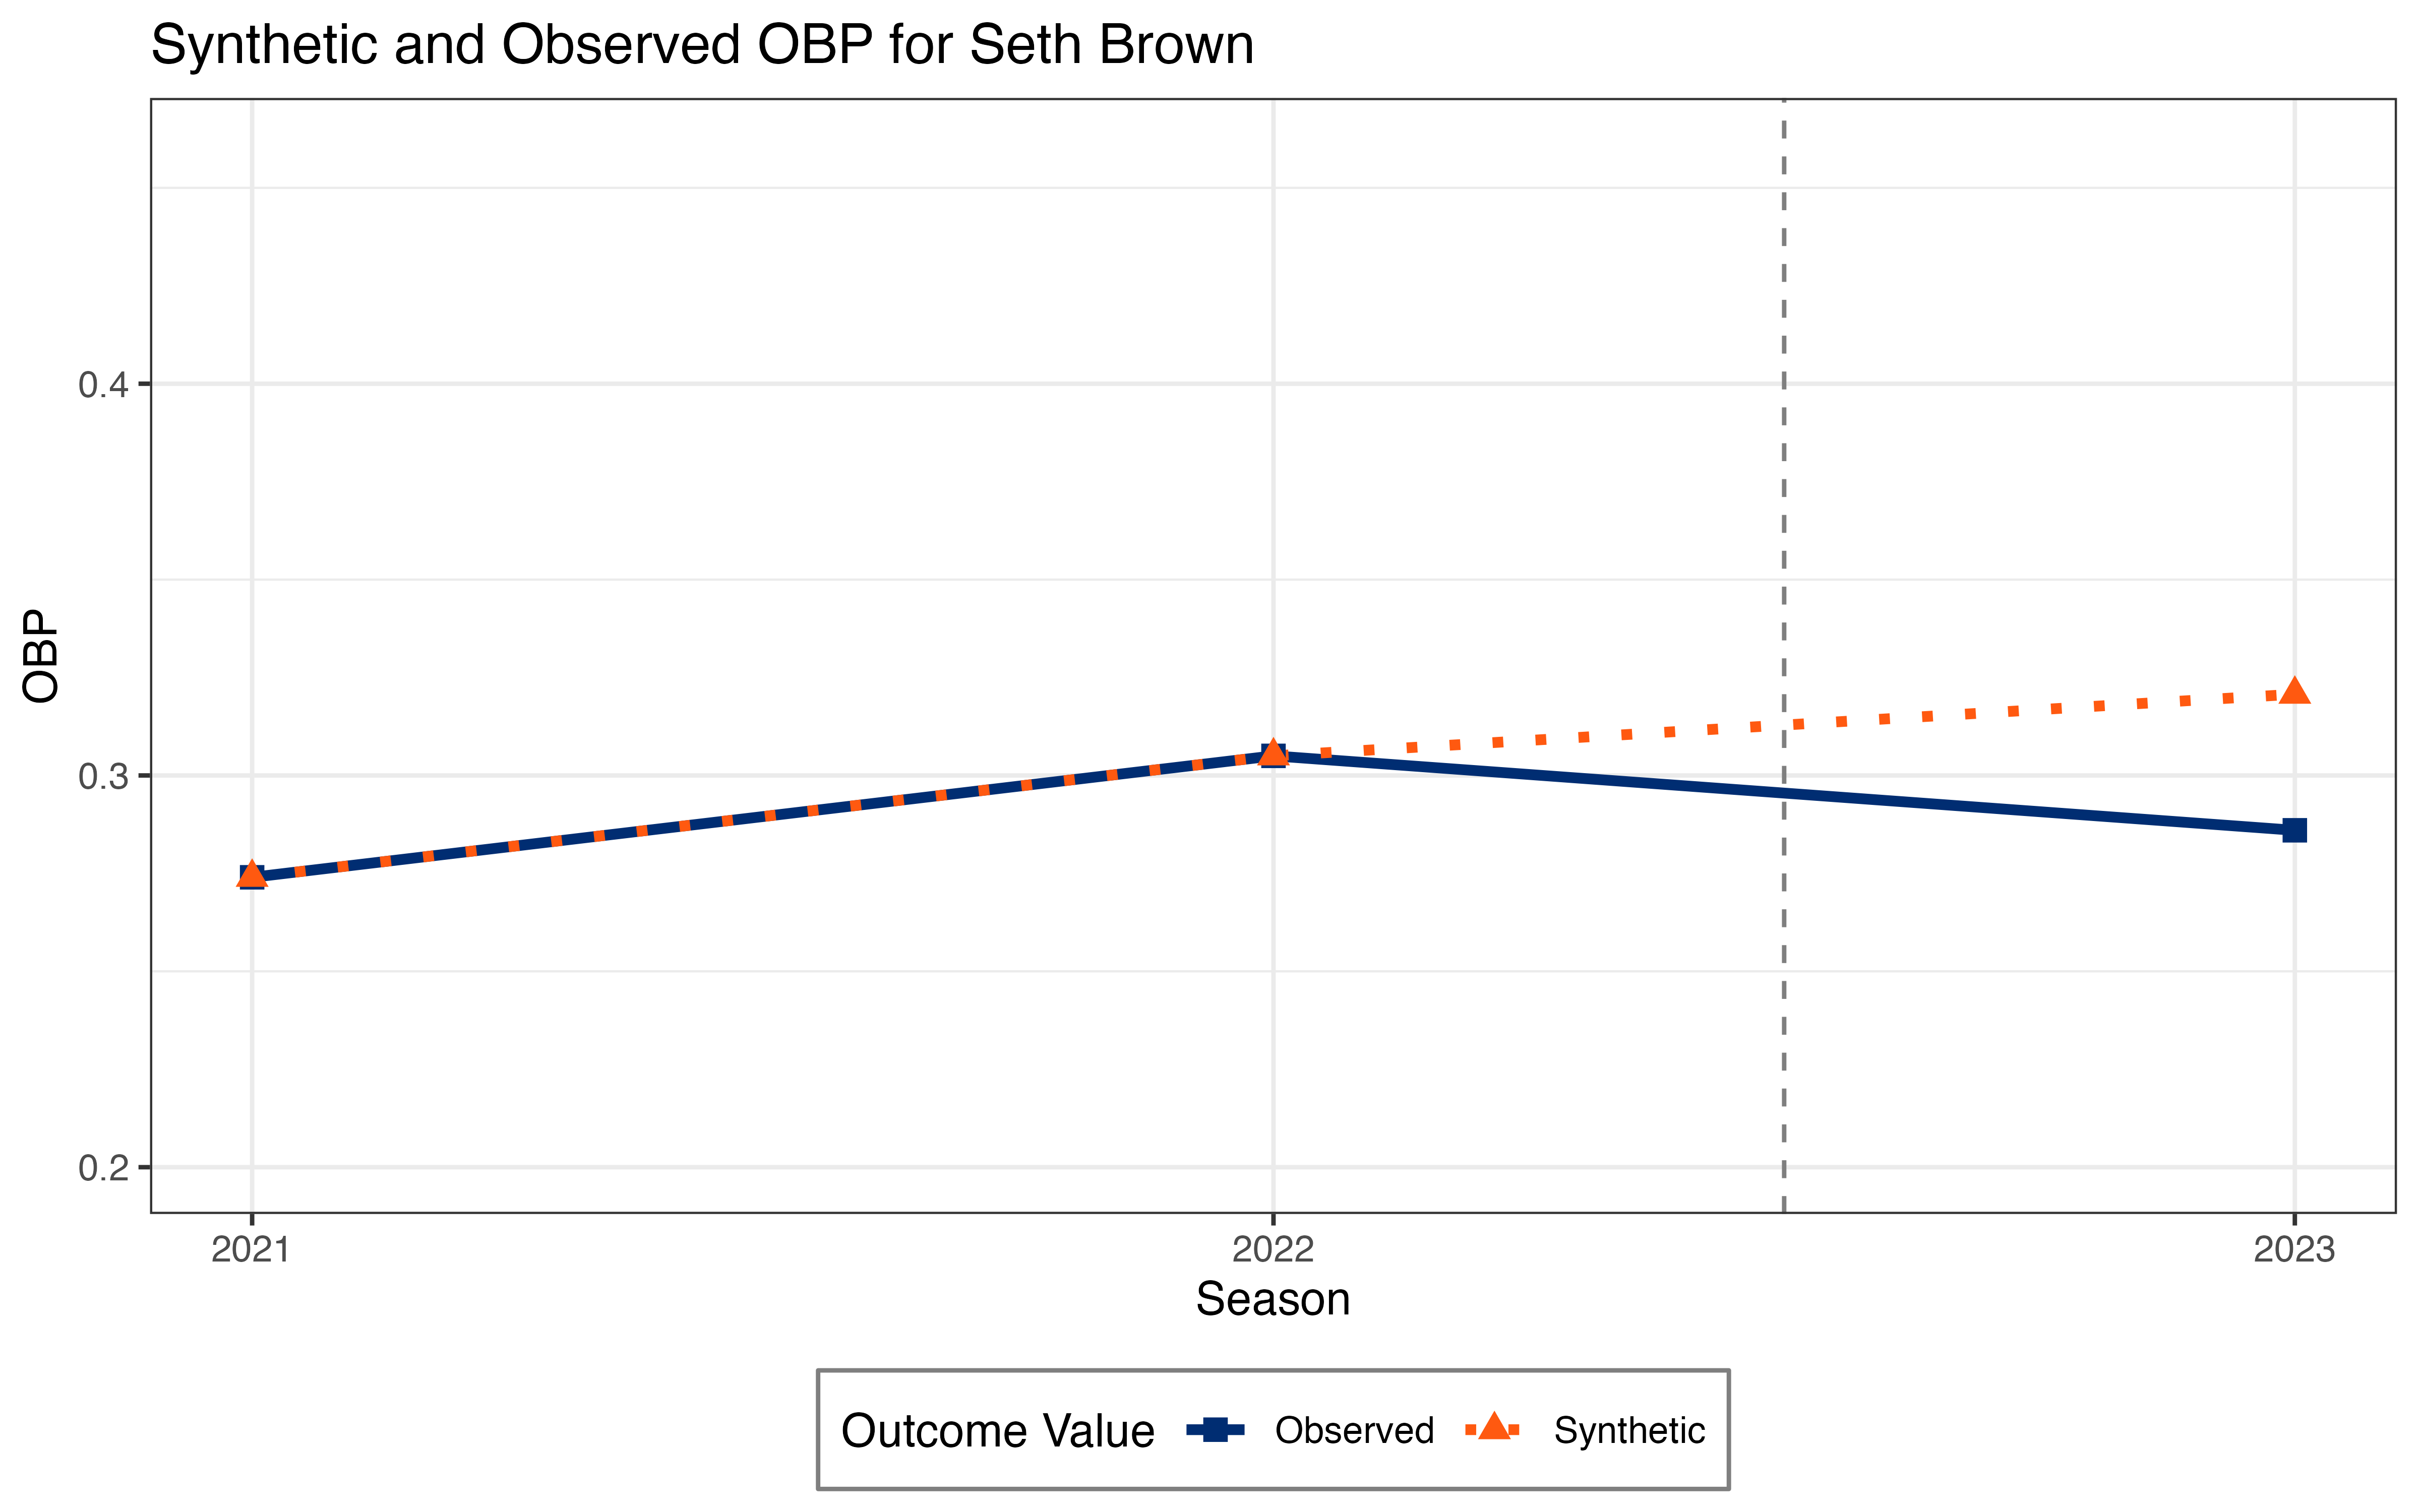 Synthetic and Observed OBP for Seth Brown
OBP
0.4
0.3
0.2
2021 2022 2023
Season
Outcome Value Observed Synthetic